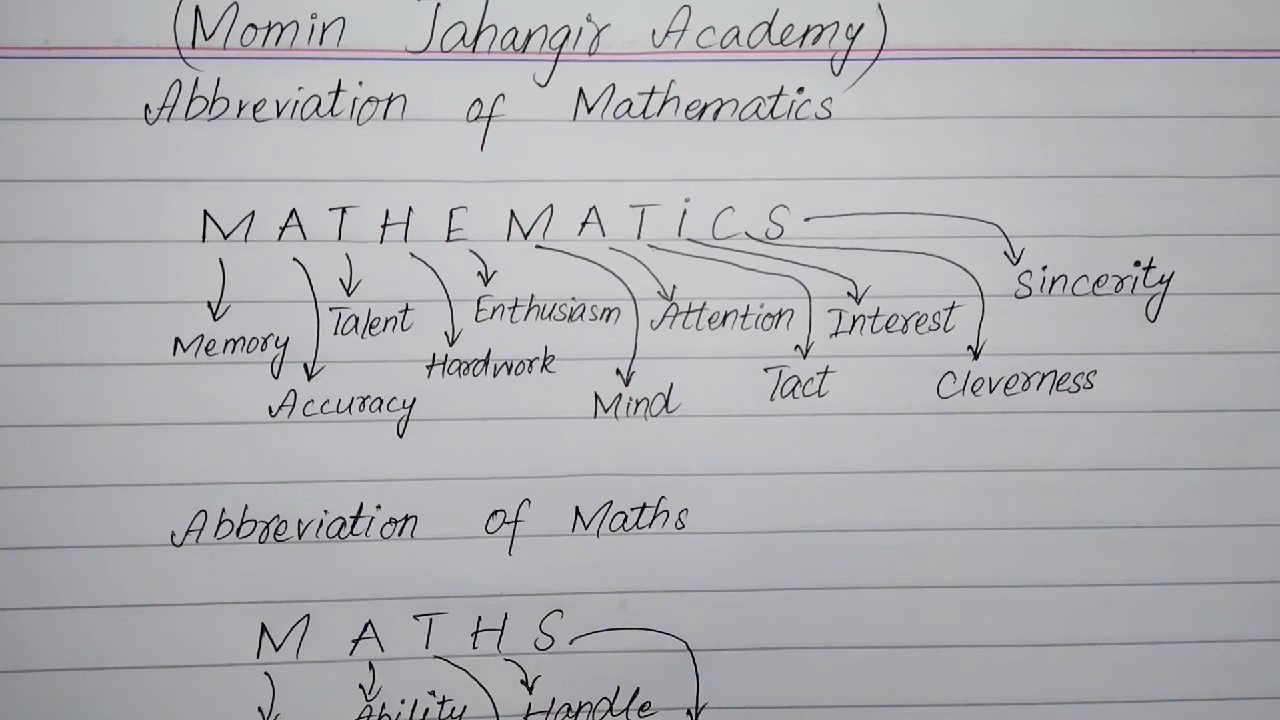 (Momin Jahangir Academy)
Abbreviation of Mathematics
M A T H E M A T i C S
Sincerity
Talent Enthusiasm Attention Interest
Memory Hardwork Tact Cleverness
Accuracy Mind
Abbreviation of Maths
M A T H S
Ability Handle